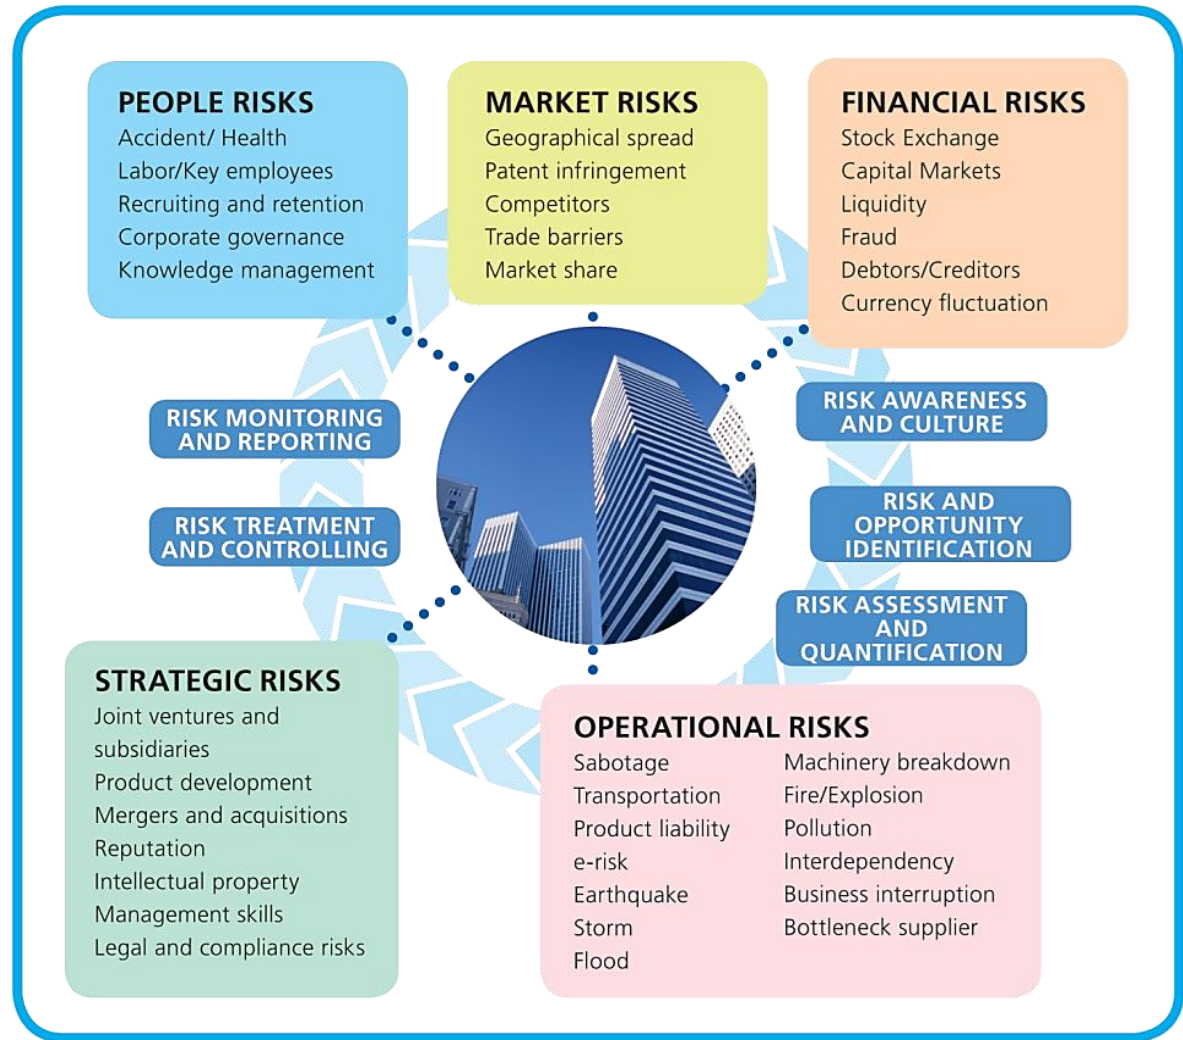 PEOPLE RISKS
Accident/ Health
Labor/Key employees
Recruiting and retention
Corporate governance
Knowledge management
MARKET RISKS
Geographical spread
Patent infringement
Competitors
Trade barriers
Market share
FINANCIAL RISKS
Stock Exchange
Capital Markets
Liquidity
Fraud
Debtors/Creditors
Currency fluctuation
RISK MONITORING
AND REPORTING
RISK TREATMENT
AND CONTROLLING
RISK AWARENESS
AND CULTURE
RISK AND
OPPORTUNITY
IDENTIFICATION
RISK ASSESSMENT
AND
QUANTIFICATION
STRATEGIC RISKS
Joint ventures and
subsidiaries
Product development
Mergers and acquisitions
Reputation
Intellectual property
Management skills
Legal and compliance risks
OPERATIONAL RISKS
Sabotage
Transportation
Product liability
e-risk
Earthquake
Storm
Flood
Machinery breakdown
Fire/Explosion
Pollution
Interdependency
Business interruption
Bottleneck supplier